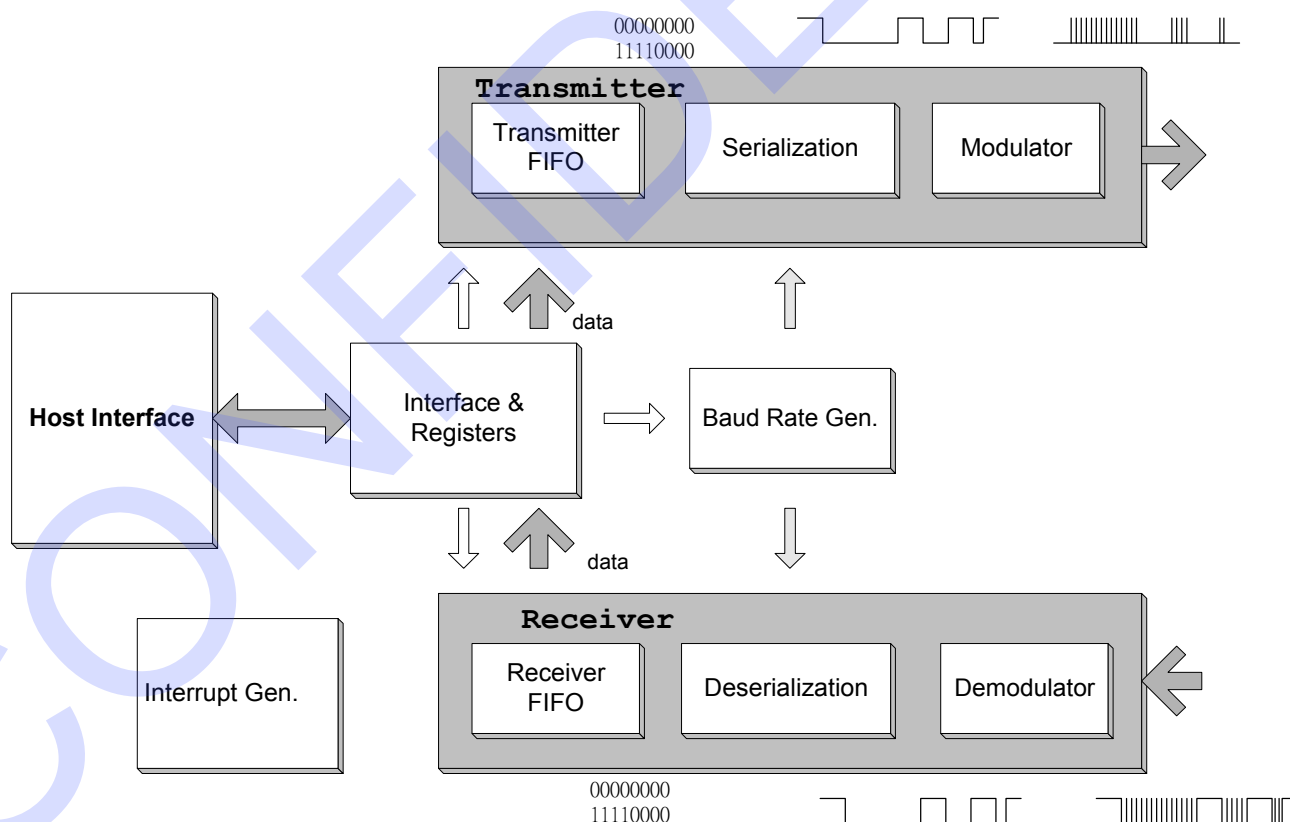 00000000
11110000
Transmitter
Transmitter
FIFO
Serialization
Modulator
data
Host Interface
Interface &
Registers
Baud Rate Gen.
data
Receiver
Interrupt Gen.
Receiver
FIFO
Deserialization
Demodulator
00000000
11110000
CONFIDE